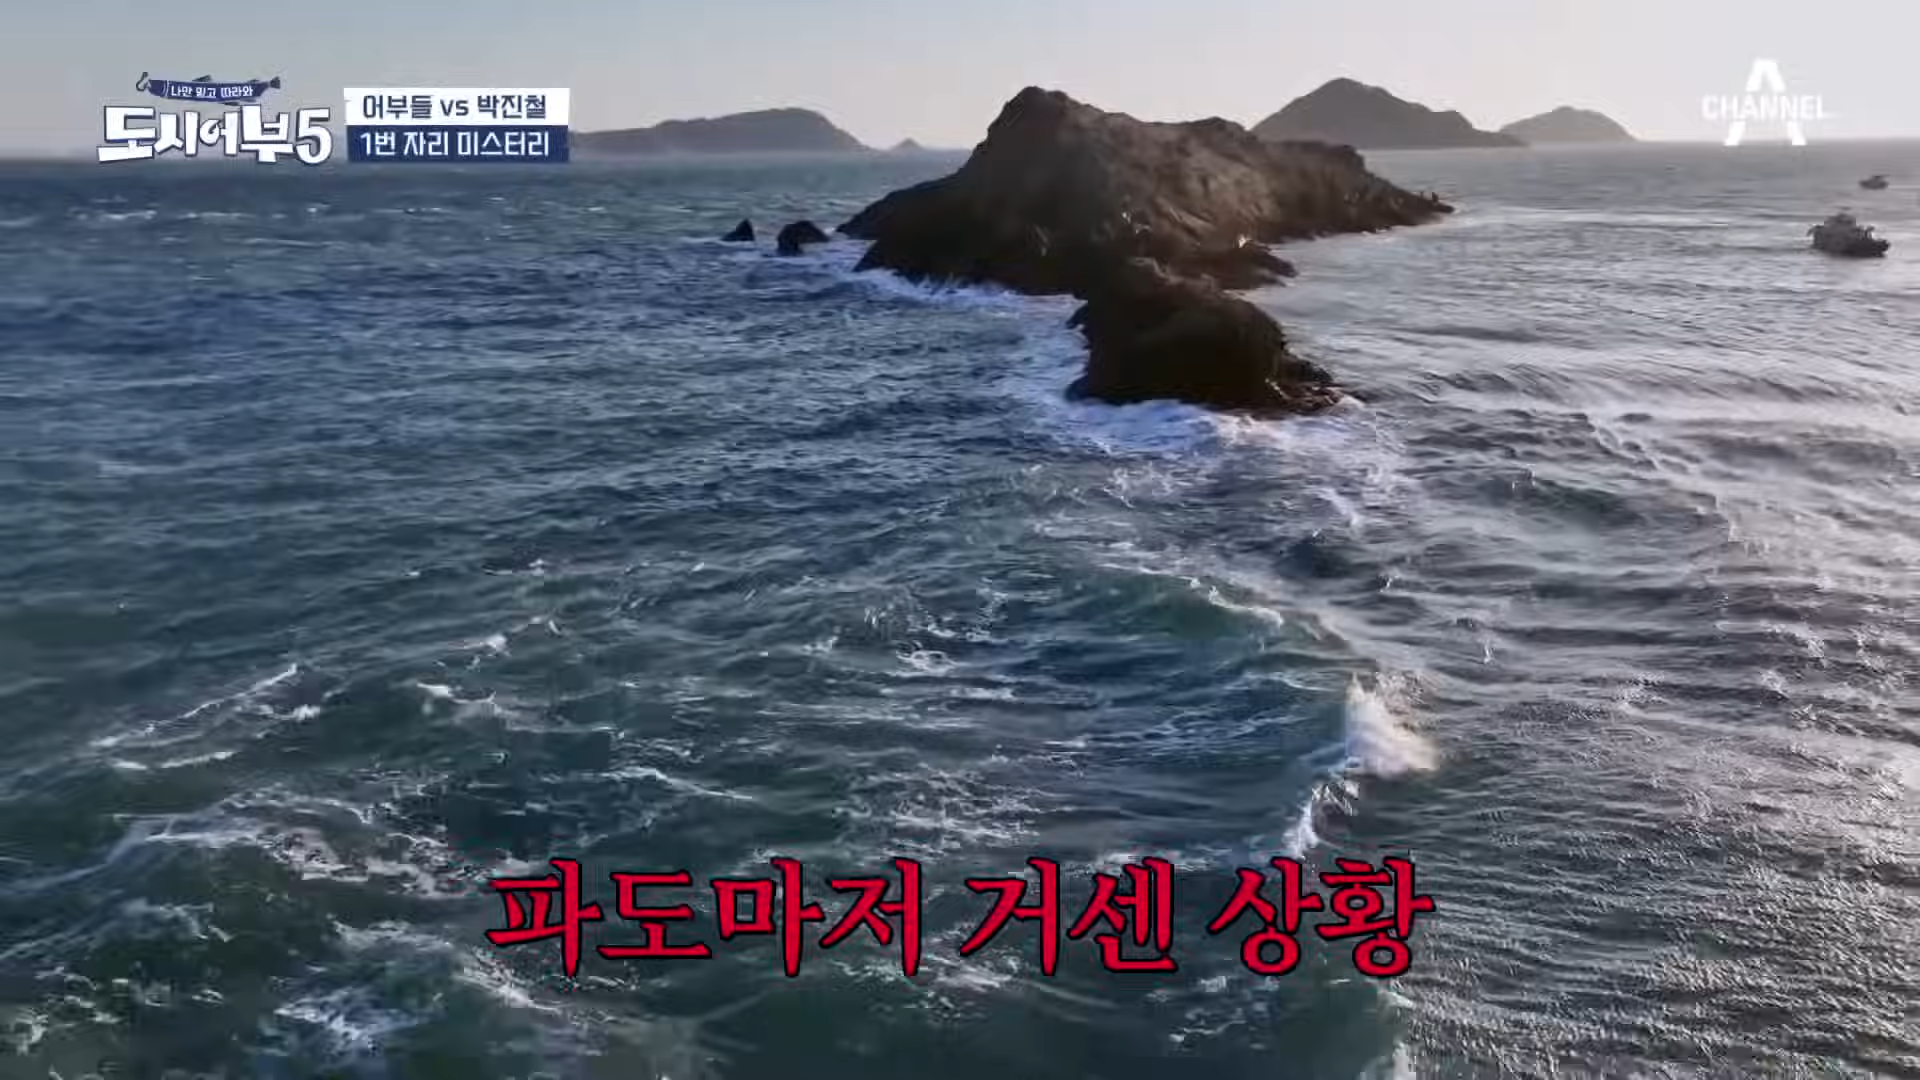 나만 믿고 따라와
도시어부5
어부들 vs 박진철
1번 자리 미스터리
CHANNEL A
파도마저 거센 상황